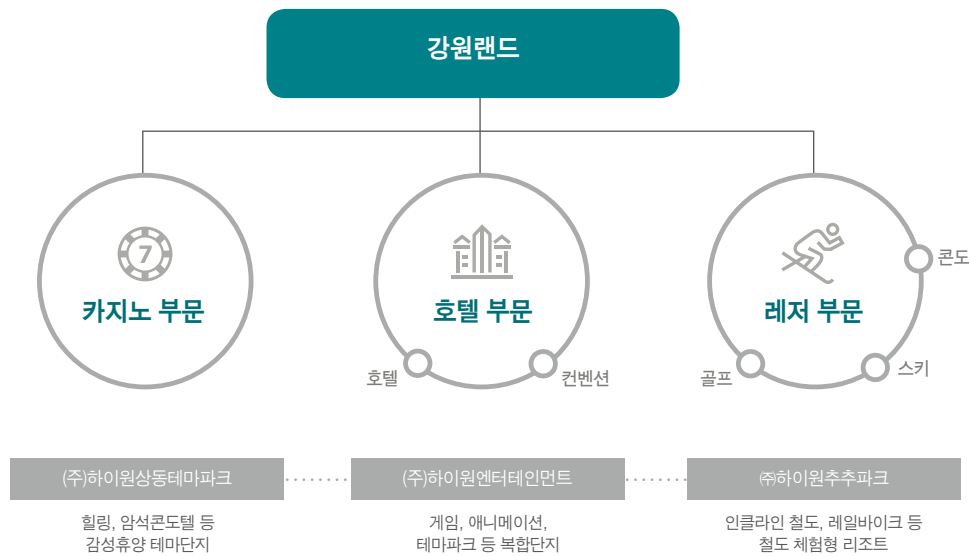 강원랜드
7
카지노 부문
호텔 부문
레저 부문
콘도
호텔
컨벤션
골프
스키
(주)하이원상동테마파크
(주)하이원엔터테인먼트
㈜하이원추추파크
힐링, 암석콘도텔 등
감성휴양 테마단지
게임, 애니메이션,
테마파크 등 복합단지
인클라인 철도, 레일바이크 등
철도 체험형 리조트